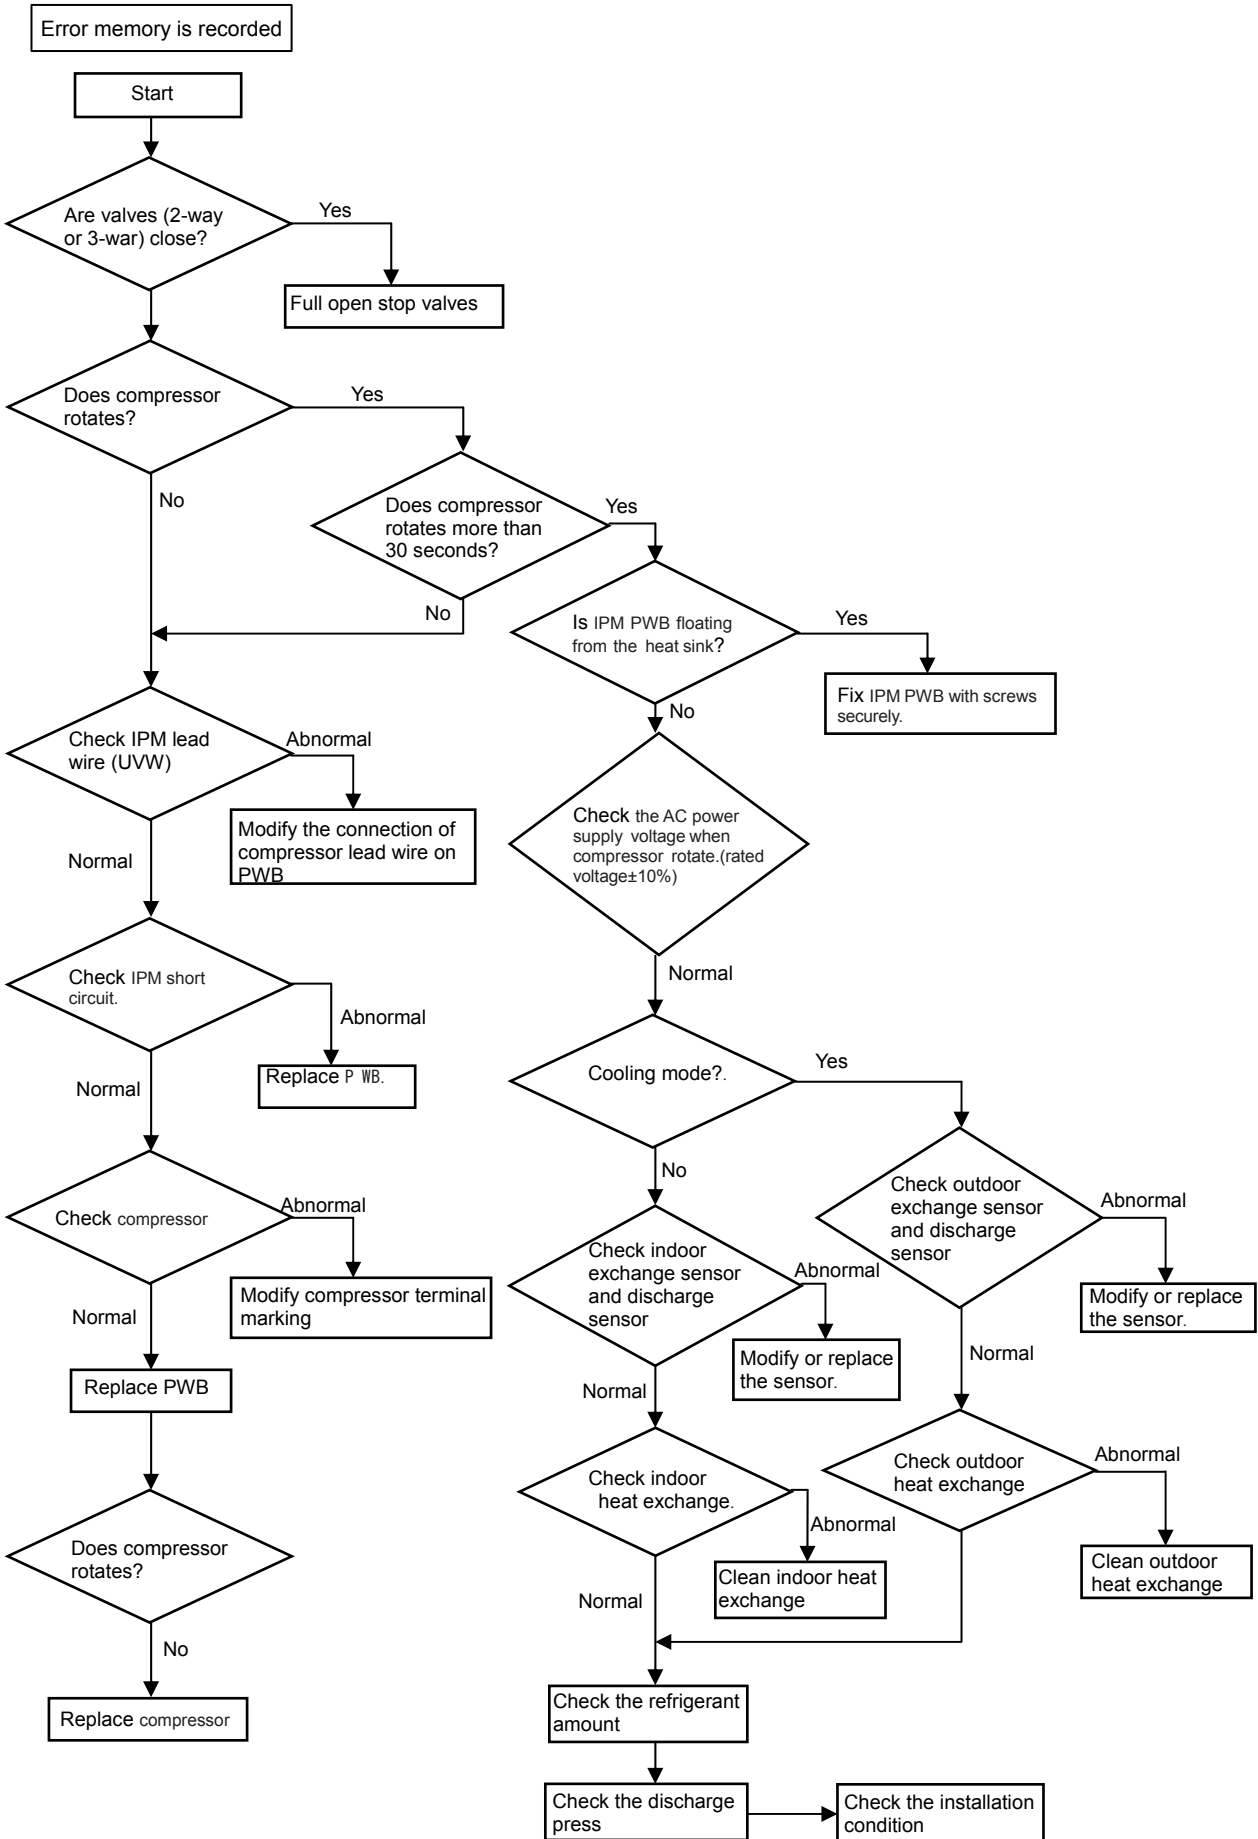 Error memory is recorded
Start
Are valves (2-way
or 3-war) close?
Yes
Full open stop valves
Does compressor
rotates?
Yes
No
Does compressor
rotates more than
30 seconds?
Yes
No
Is IPM PWB floating
from the heat sink?
Yes
Fix IPM PWB with screws
securely.
No
Check IPM lead
wire (UVW)
Abnormal
Modify the connection of
compressor lead wire on
PWB
Normal
Check the AC power
supply voltage when
compressor rotate.(rated
voltage±10%)
Normal
Check IPM short
circuit.
Abnormal
Replace P WB.
Normal
Cooling mode?.
Yes
No
Check compressor
Abnormal
Modify compressor terminal
marking
Normal
Replace PWB
Check indoor
exchange sensor
and discharge
sensor
Abnormal
Modify or replace
the sensor.
Normal
Check outdoor
exchange sensor
and discharge
sensor
Abnormal
Modify or replace
the sensor.
Normal
Check indoor
heat exchange.
Abnormal
Clean indoor heat
exchange
Normal
Check outdoor
heat exchange
Abnormal
Clean outdoor
heat exchange
Does compressor
rotates?
No
Replace compressor
Check the refrigerant
amount
Check the discharge
press
Check the installation
condition